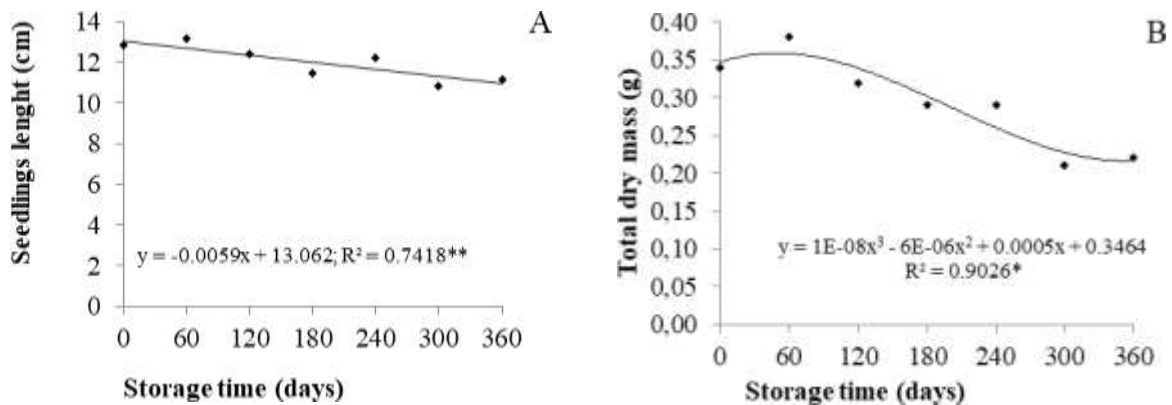 A
Seedlings lenght (cm)
14
12
10
8
6
4
2
0
y = -0.0059x + 13.062; R² = 0.7418**
0 60 120 180 240 300 360
Storage time (days)
B
Total dry mass (g)
0,40
0,35
0,30
0,25
0,20
0,15
0,10
0,05
0,00
y = 1E-08x³ - 6E-06x² + 0.0005x + 0.3464
R² = 0.9026*
0 60 120 180 240 300 360
Storage time (days)